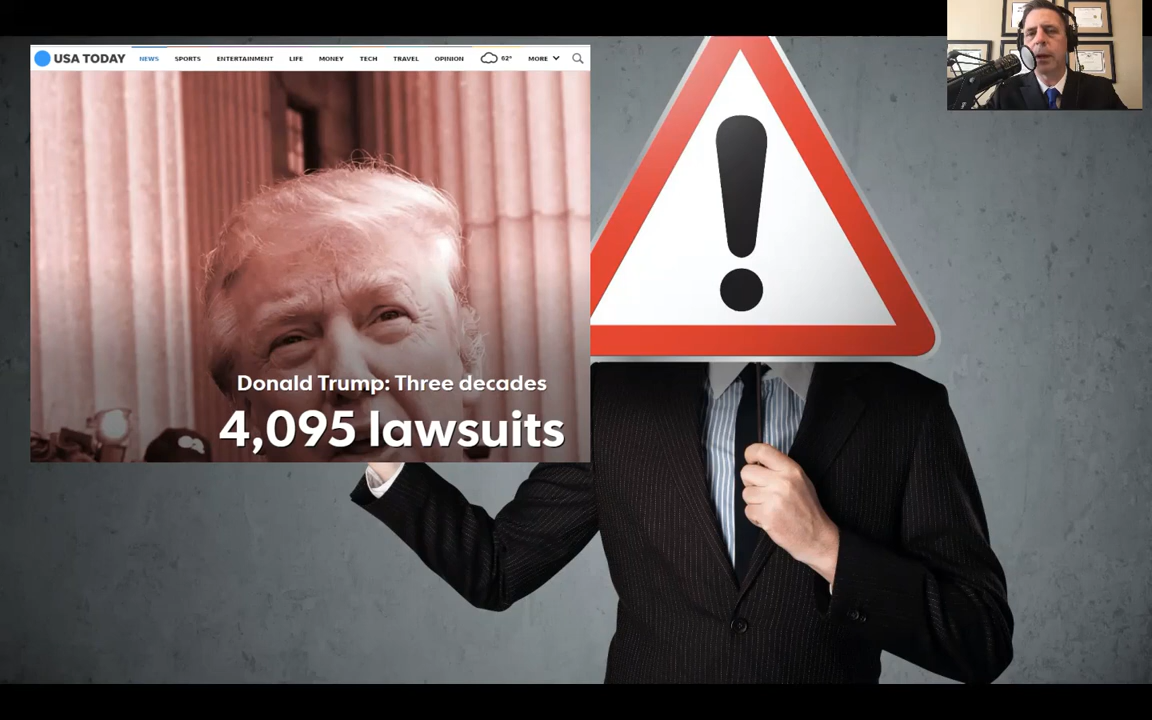 USA TODAY NEWS SPORTS ENTERTAINMENT LIFE MONEY TECH TRAVEL OPINION 62° MORE
Donald Trump: Three decades
4,095 lawsuits